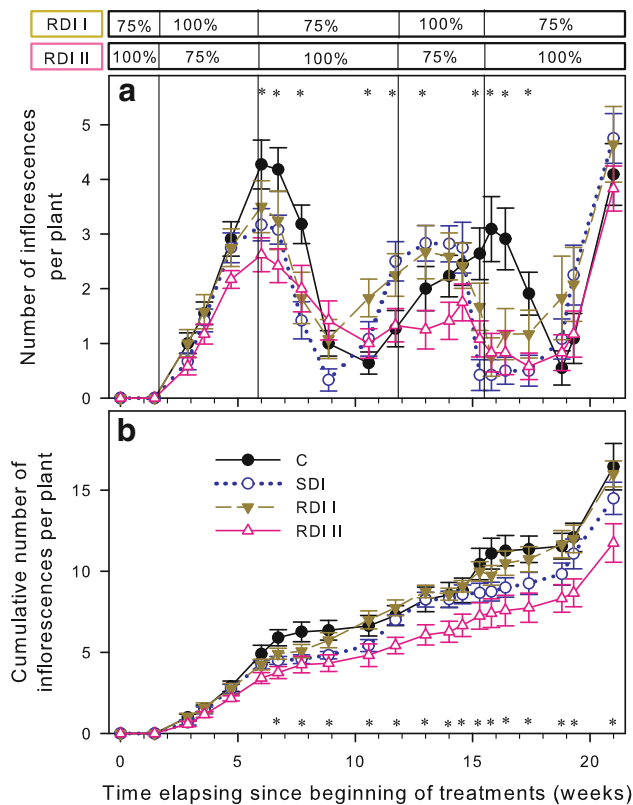 RDI I 75% 100% 75% 100% 75%
RDI II 100% 75% 100% 75% 100%
a
* * * * * * * * * *
5
4
3
2
1
0
Number of inflorescences
per plant
b
C
SDI
RDI I
RDI II
15
10
5
0
Cumulative number of
inflorescences per plant
* * * * * * * * * * * * * *
0 5 10 15 20
Time elapsing since beginning of treatments (weeks)